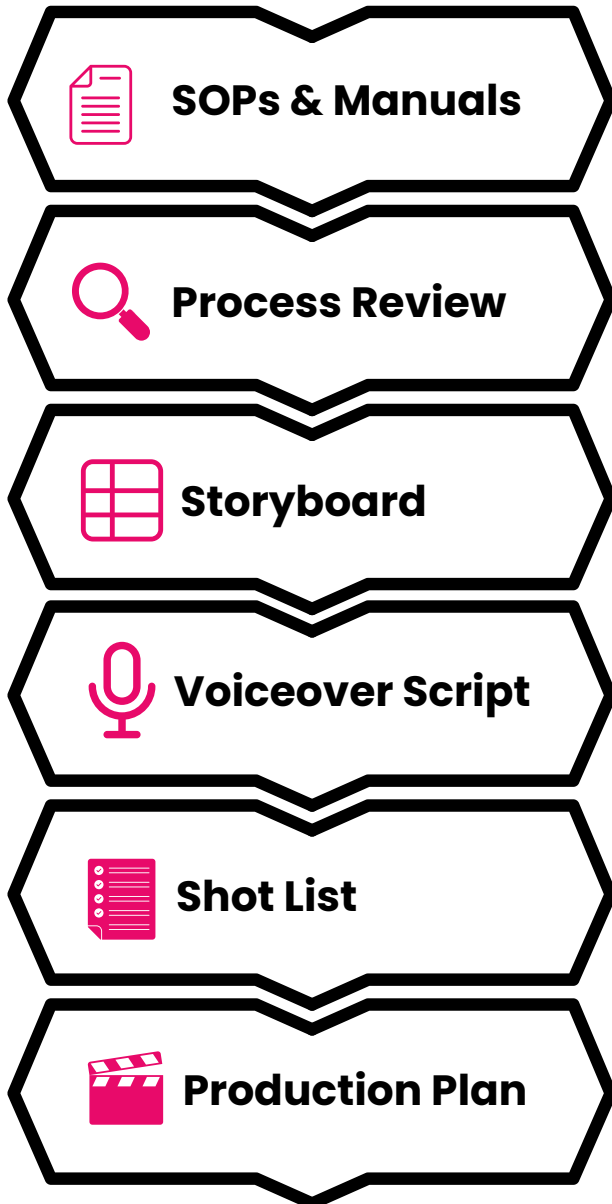 SOPs & Manuals
Process Review
Storyboard
Voiceover Script
Shot List
Production Plan